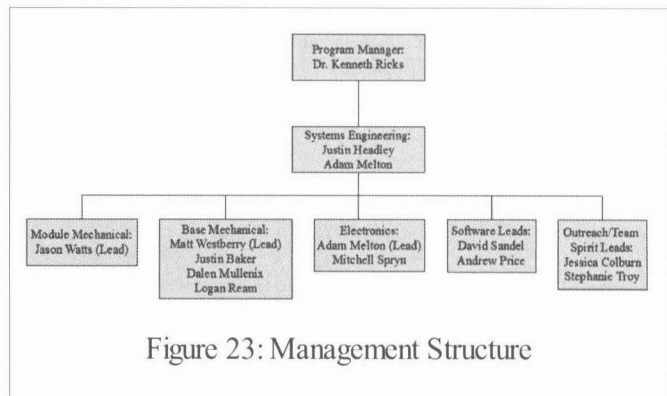 Program Manager:
Dr. Kenneth Ricks
Systems Engineering:
Justin Headley
Adam Melton
Module Mechanical:
Jason Watts (Lead)
Base Mechanical:
Matt Westberry (Lead)
Justin Baker
Dalen Mullenix
Logan Ream
Electronics:
Adam Melton (Lead)
Mitchell Spryn
Software Leads:
David Sandel
Andrew Price
Outreach/Team
Spirit Leads:
Jessica Colburn
Stephanie Troy
Figure 23: Management Structure